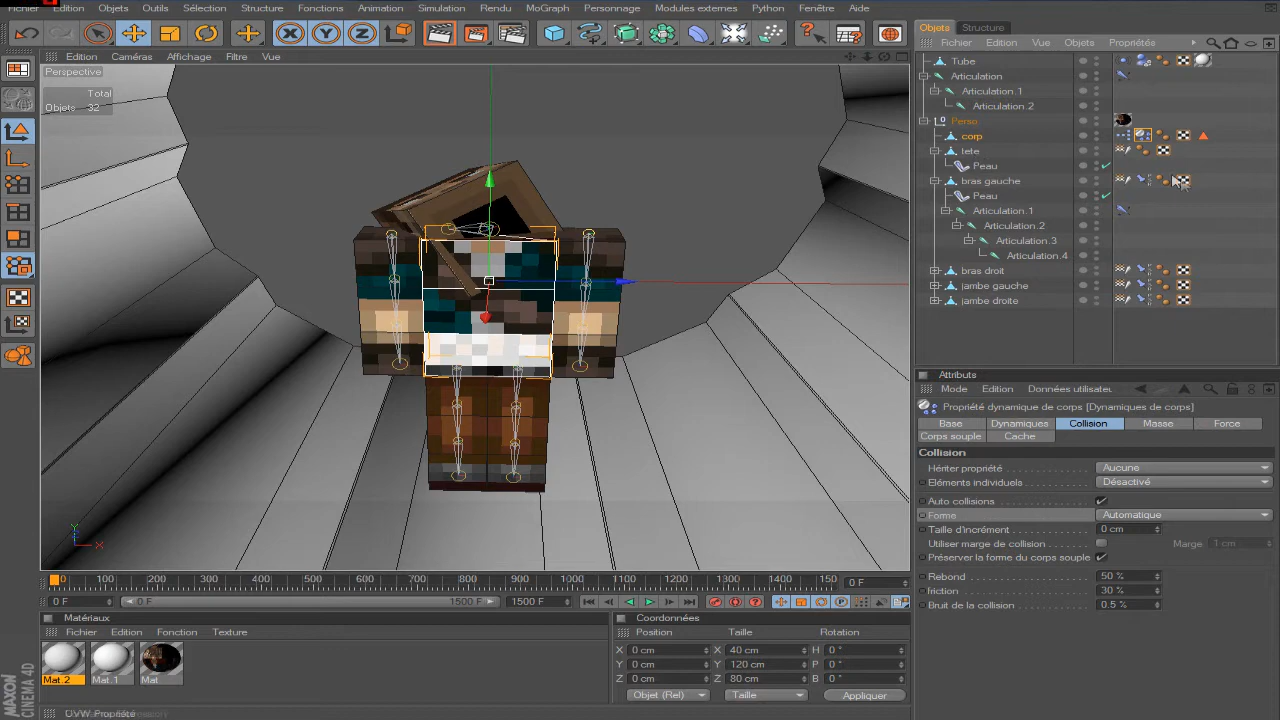 Fichier Edition Objets Outils Sélection Structure Fonctions Animation Simulation Rendu MoGraph Personnage Modules externes Python Fenêtre Aide
Edition Caméras Affichage Filtre Vue
Perspective
Total
Objets 32
Objets Structure
Fichier Edition Vue Objets Propriétés
Tube
Articulation
Articulation.1
Articulation.2
Perso
corp
tete
Peau
bras gauche
Peau
Articulation.1
Articulation.2
Articulation.3
Articulation.4
bras droit
jambe gauche
jambe droite
Attributs
Mode Edition Données utilisateu
Propriété dynamique de corps [Dynamiques de corps]
Base Dynamiques Collision Masse Force
Corps souple Cache
Collision
Hériter propriété Aucune
Eléments individuels Désactivé
Auto collisions
Forme Automatique
Taille d'incrément 0 cm
Utiliser marge de collision Marge 1 cm
Préserver la forme du corps souple
Rebond 50 %
friction 30 %
Bruit de la collision 0.5 %
X Y Z
0 100 200 300 400 500 600 700 800 900 1000 1100 1200 1300 1400 150 0 F
0 F 0 F 1500 F 1500 F
Matériaux
Fichier Edition Fonction Texture
Mat.2 Mat.1 Mat
Coordonnées
Position Taille Rotation
X 0 cm X 40 cm H 0 °
Y 0 cm Y 120 cm P 0 °
Z 0 cm Z 80 cm B 0 °
Objet (Rel) Taille Appliquer
MAXON
CINEMA 4D